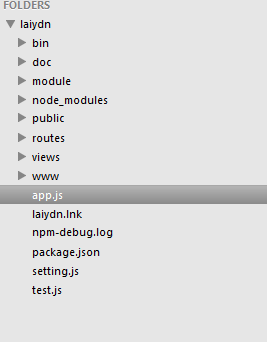 FOLDERS
laiydn
bin
doc
module
node_modules
public
routes
views
www
app.js
laiydn.lnk
npm-debug.log
package.json
setting.js
test.js